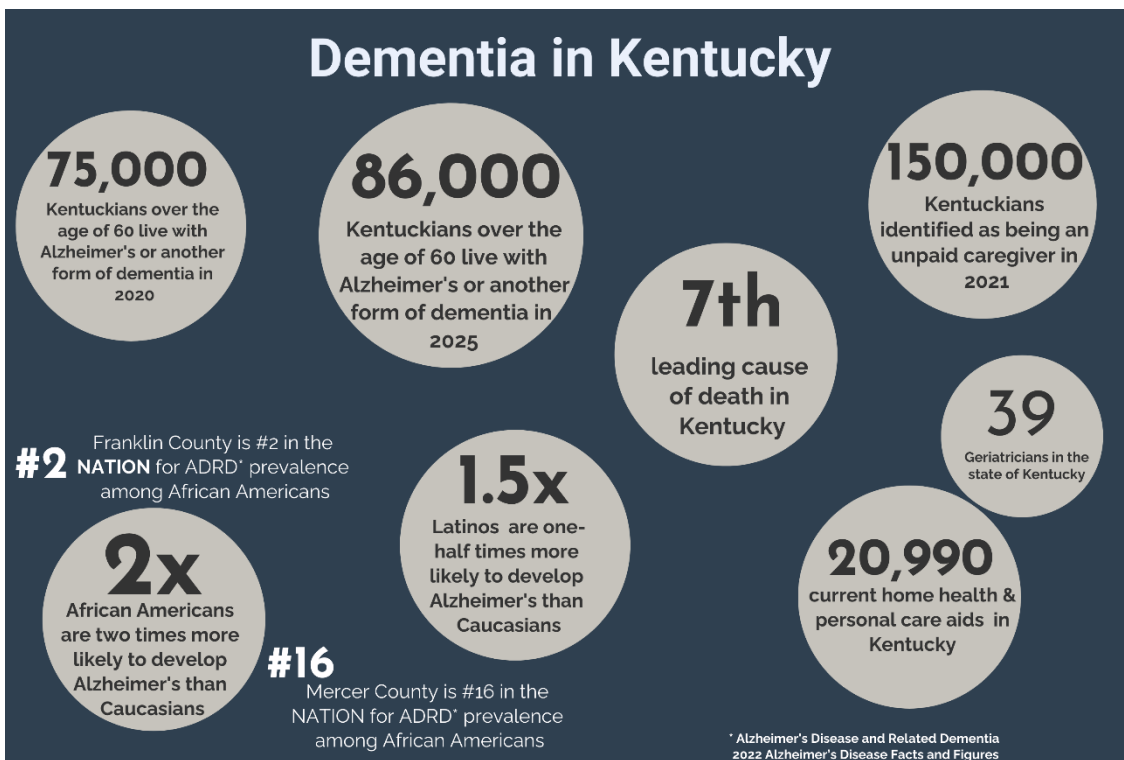 Dementia in Kentucky
75,000
Kentuckians over the
age of 60 live with
Alzheimer's or another
form of dementia in
2020
86,000
Kentuckians over the
age of 60 live with
Alzheimer's or another
form of dementia in
2025
150,000
Kentuckians
identified as being an
unpaid caregiver in
2021
7th
leading cause
of death in
Kentucky
39
Geriatricians in the
state of Kentucky
#2
Franklin County is #2 in the
NATION for ADRD* prevalence
among African Americans
1.5x
Latinos are one-
half times more
likely to develop
Alzheimer's than
Caucasians
2x
African Americans
are two times more
likely to develop
Alzheimer's than
Caucasians
20,990
current home health &
personal care aids in
Kentucky
#16
Mercer County is #16 in the
NATION for ADRD* prevalence
among African Americans
* Alzheimer's Disease and Related Dementia
2022 Alzheimer's Disease Facts and Figures